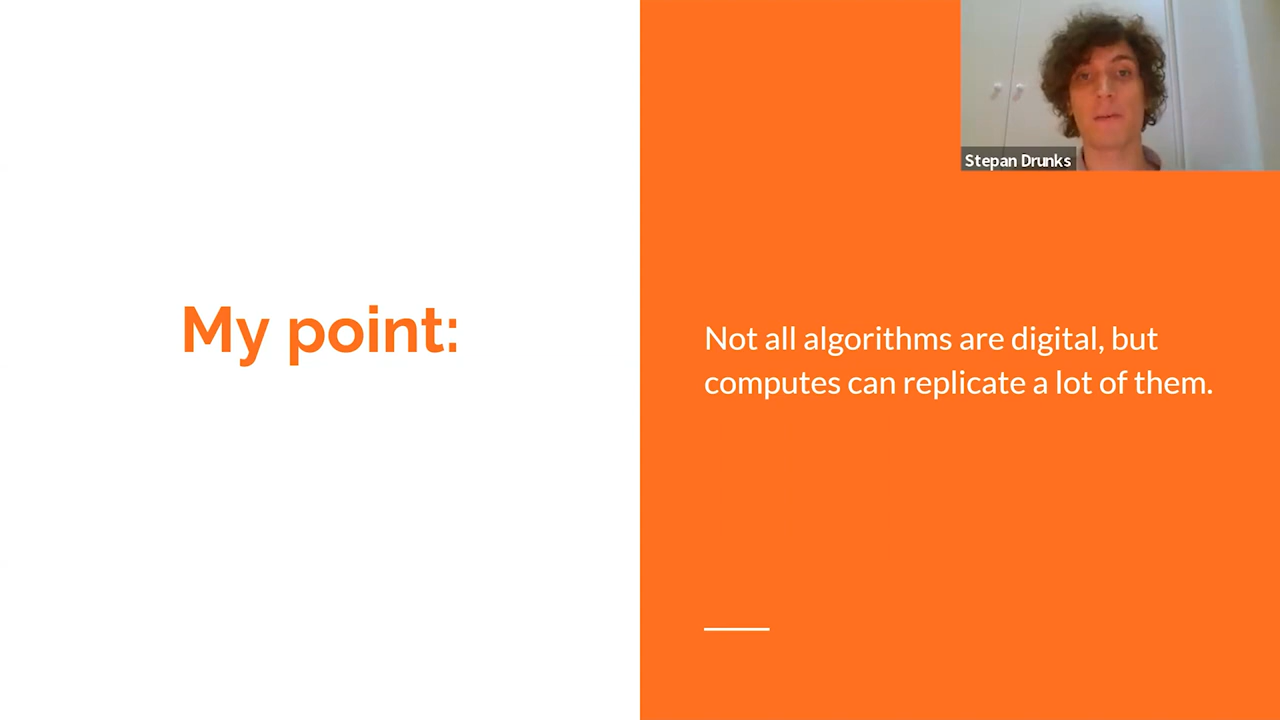 Stepan Drunks
My point:
Not all algorithms are digital, but
computes can replicate a lot of them.